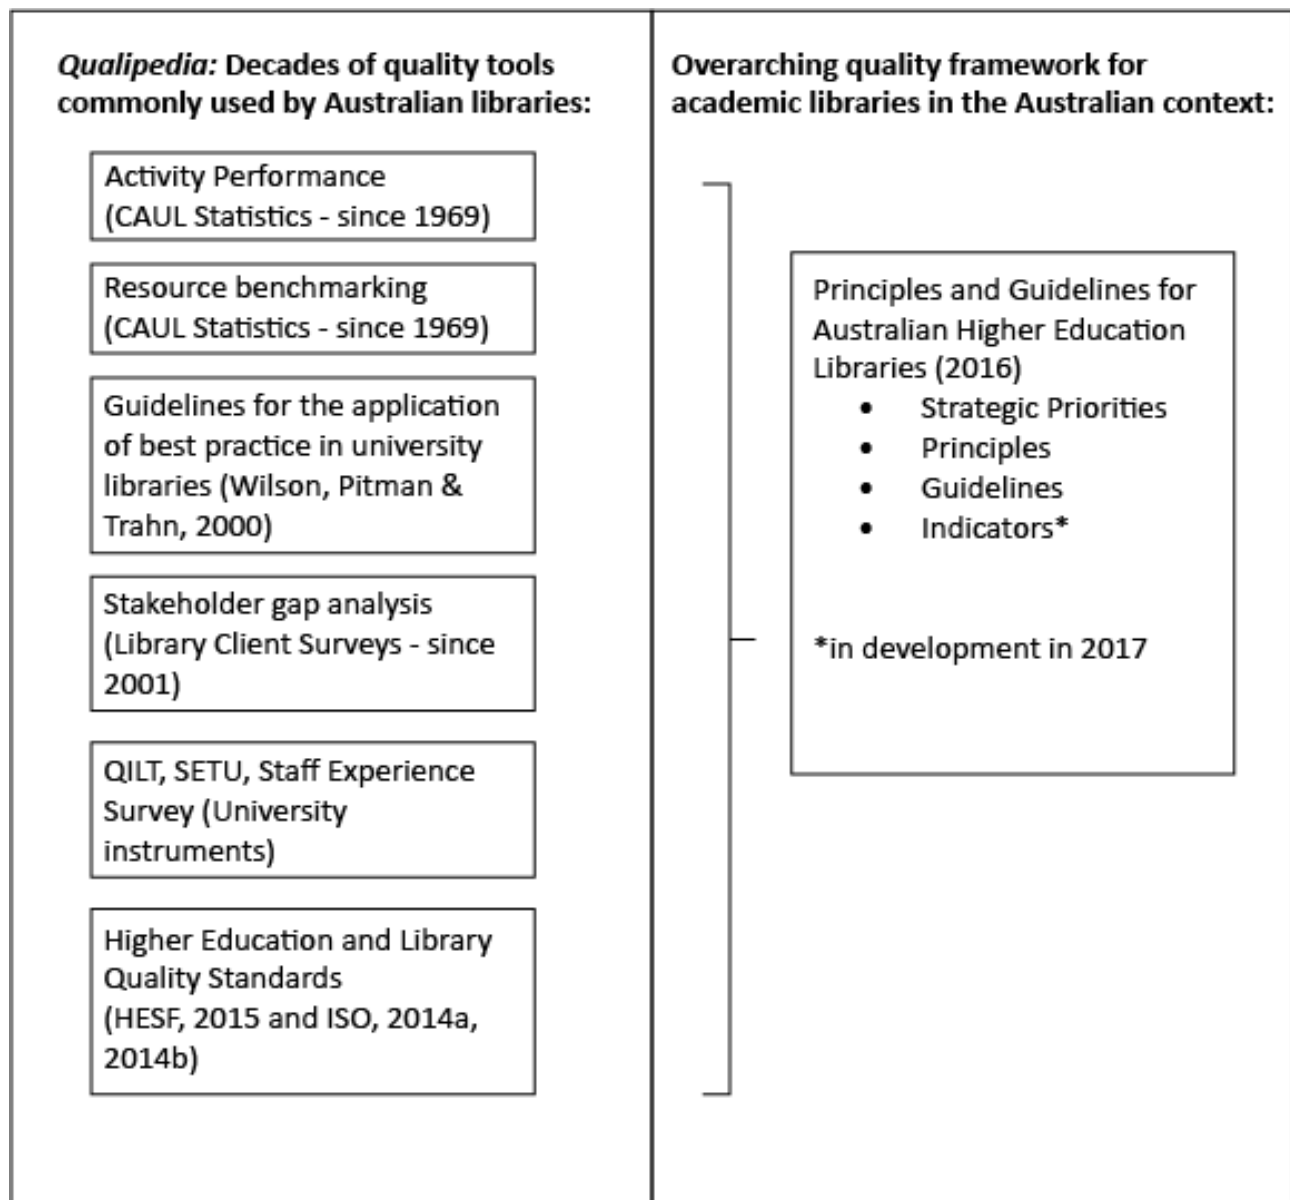 Qualipedia: Decades of quality tools
commonly used by Australian libraries:
Activity Performance
(CAUL Statistics - since 1969)
Resource benchmarking
(CAUL Statistics - since 1969)
Guidelines for the application
of best practice in university
libraries (Wilson, Pitman &
Trahn, 2000)
Stakeholder gap analysis
(Library Client Surveys - since
2001)
QILT, SETU, Staff Experience
Survey (University
instruments)
Higher Education and Library
Quality Standards
(HESF, 2015 and ISO, 2014a,
2014b)
Overarching quality framework for
academic libraries in the Australian context:
Principles and Guidelines for
Australian Higher Education
Libraries (2016)
• Strategic Priorities
• Principles
• Guidelines
• Indicators*
*in development in 2017